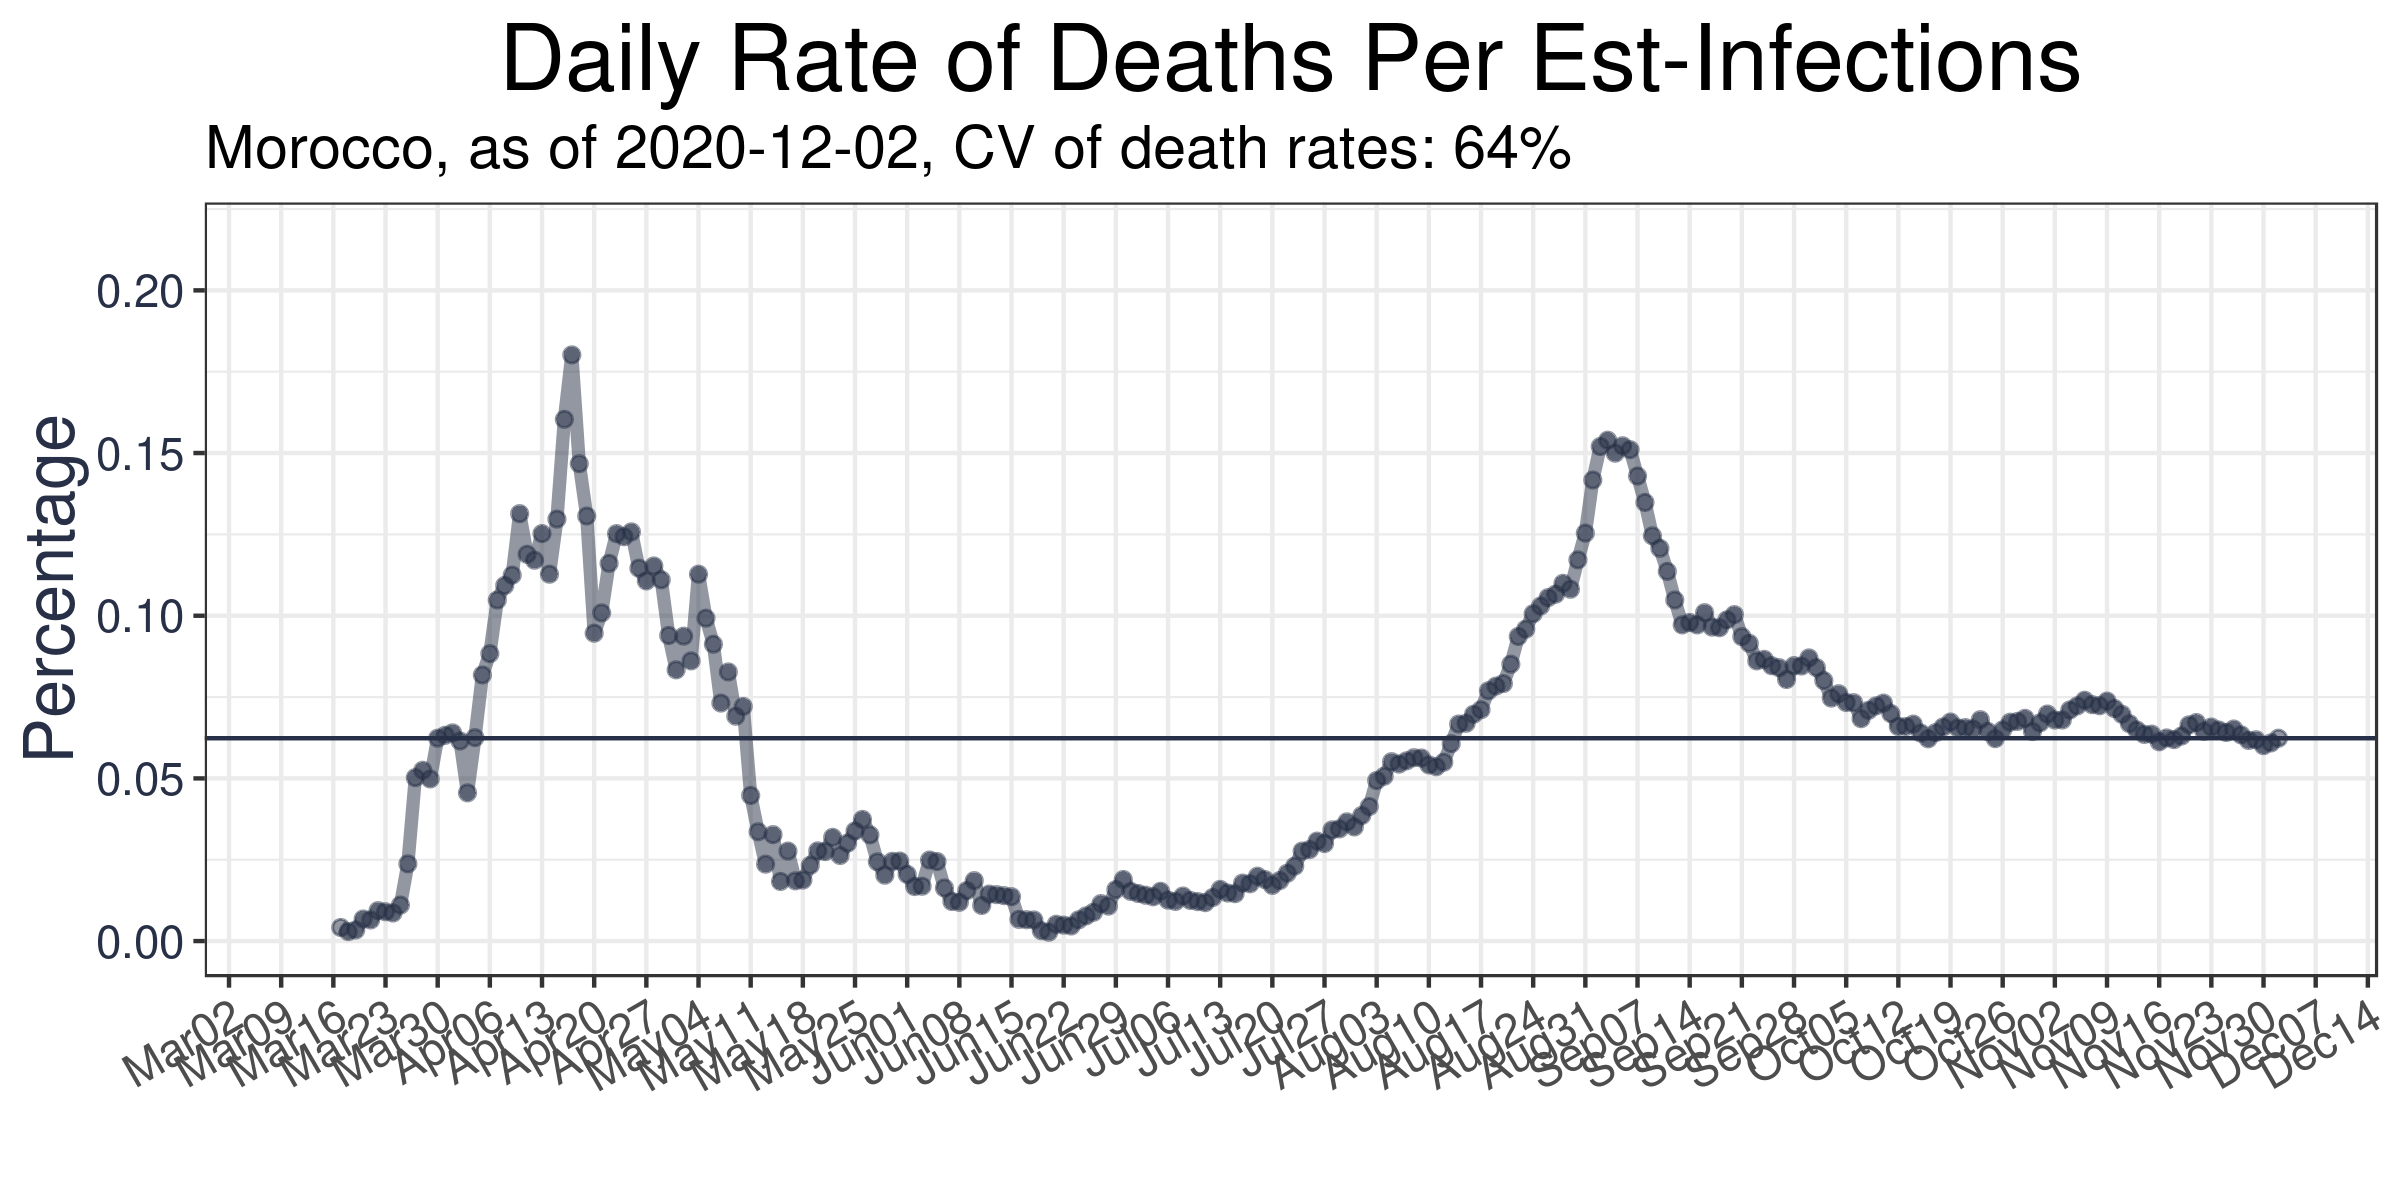 Daily Rate of Deaths Per Est-Infections
Morocco, as of 2020-12-02, CV of death rates: 64%
Percentage
0.20
0.15
0.10
0.05
0.00
Mar02
Mar09
Mar16
Mar23
Mar30
Apr06
Apr13
Apr20
Apr27
May04
May11
May18
May25
Jun01
Jun08
Jun15
Jun22
Jun29
Jul06
Jul13
Jul20
Jul27
Aug03
Aug10
Aug17
Aug24
Aug31
Sep07
Sep14
Sep21
Sep28
Oct05
Oct12
Oct19
Oct26
Nov02
Nov09
Nov16
Nov23
Nov30
Dec07
Dec14